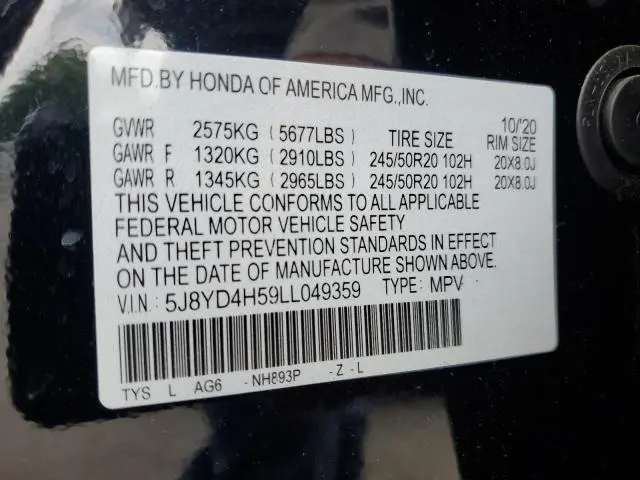 MFD.BY HONDA OF AMERICA MFG.,INC.
10/'20
GVWR 2575KG (5677LBS) TIRE SIZE RIM SIZE
GAWR F 1320KG (2910LBS) 245/50R20 102H 20X8.0J
GAWR R 1345KG (2965LBS) 245/50R20 102H 20X8.0J
THIS VEHICLE CONFORMS TO ALL APPLICABLE
FEDERAL MOTOR VEHICLE SAFETY
AND THEFT PREVENTION STANDARDS IN EFFECT
ON THE DATE OF MANUFACTURE SHOWN ABOVE.
V.I.N: 5J8YD4H59LL049359 TYPE: MPV
TYS L AG6 -NH893P -Z-L